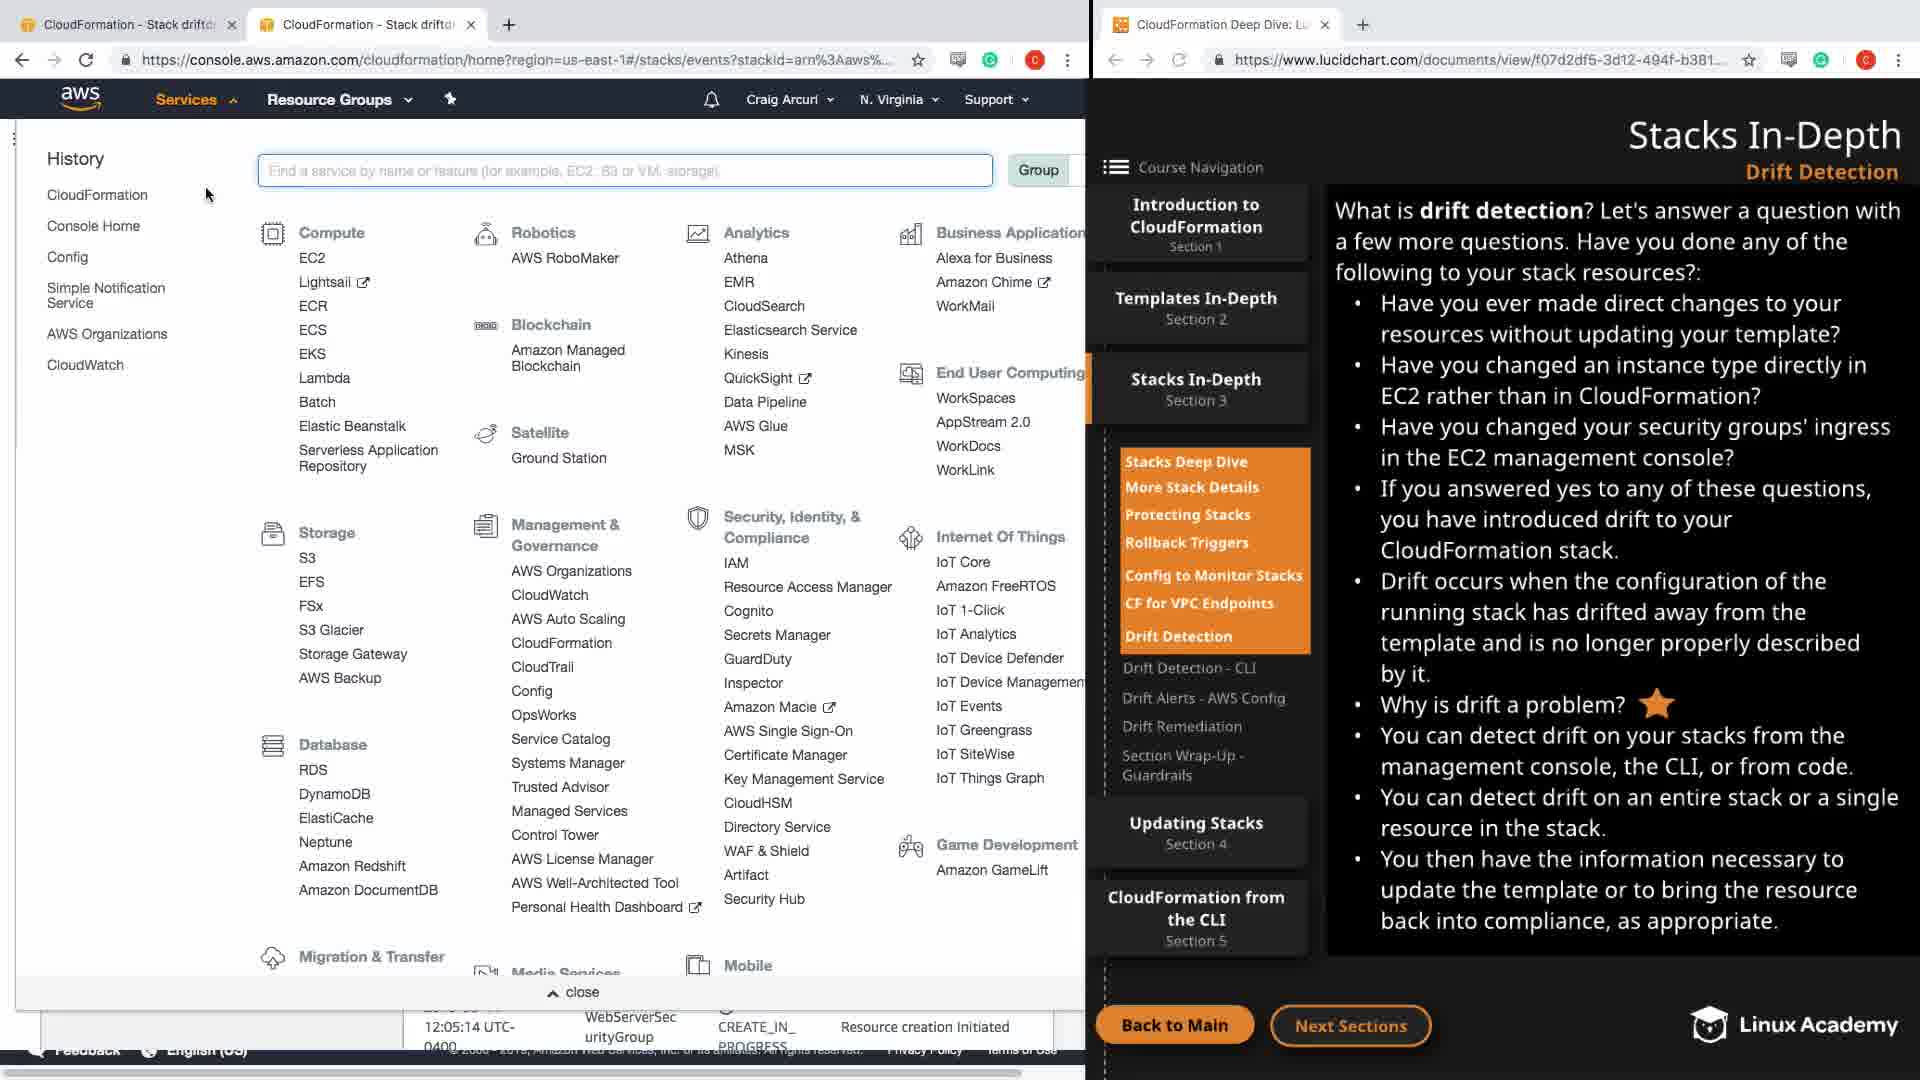 CloudFormation - Stack driftd
CloudFormation - Stack driftd
https://console.aws.amazon.com/cloudformation/home?region=us-east-1#/stacks/events?stackId=arn%3Aaws%...
aws
Services
Resource Groups
Craig Arcuri
N. Virginia
Support
History
CloudFormation
Console Home
Config
Simple Notification
Service
AWS Organizations
CloudWatch
Find a service by name or feature (for example, EC2, S3 or VM, storage).
Group
Compute
EC2
Lightsail
ECR
ECS
EKS
Lambda
Batch
Elastic Beanstalk
Serverless Application
Repository
Storage
S3
EFS
FSx
S3 Glacier
Storage Gateway
AWS Backup
Database
RDS
DynamoDB
ElastiCache
Neptune
Amazon Redshift
Amazon DocumentDB
Migration & Transfer
Robotics
AWS RoboMaker
Blockchain
Amazon Managed
Blockchain
Satellite
Ground Station
Management &
Governance
AWS Organizations
CloudWatch
AWS Auto Scaling
CloudFormation
CloudTrail
Config
OpsWorks
Service Catalog
Systems Manager
Trusted Advisor
Managed Services
Control Tower
AWS License Manager
AWS Well-Architected Tool
Personal Health Dashboard
Media Services
Analytics
Athena
EMR
CloudSearch
Elasticsearch Service
Kinesis
QuickSight
Data Pipeline
AWS Glue
MSK
Security, Identity, &
Compliance
IAM
Resource Access Manager
Cognito
Secrets Manager
GuardDuty
Inspector
Amazon Macie
AWS Single Sign-On
Certificate Manager
Key Management Service
CloudHSM
Directory Service
WAF & Shield
Artifact
Security Hub
Mobile
Business Application
Alexa for Business
Amazon Chime
WorkMail
End User Computing
WorkSpaces
AppStream 2.0
WorkDocs
WorkLink
Internet Of Things
IoT Core
Amazon FreeRTOS
IoT 1-Click
IoT Analytics
IoT Device Defender
IoT Device Managemen
IoT Events
IoT Greengrass
IoT SiteWise
IoT Things Graph
Game Development
Amazon GameLift
close
12:05:14 UTC-
0400
WebServerSec
urityGroup
CREATE_IN_
PROGRESS
Resource creation Initiated
Feedback
English (US)
Privacy Policy
Terms of Use
CloudFormation Deep Dive: Lu
https://www.lucidchart.com/documents/view/f07d2df5-3d12-494f-b381...
Stacks In-Depth
Drift Detection
Course Navigation
Introduction to
CloudFormation
Section 1
Templates In-Depth
Section 2
Stacks In-Depth
Section 3
Stacks Deep Dive
More Stack Details
Protecting Stacks
Rollback Triggers
Config to Monitor Stacks
CF for VPC Endpoints
Drift Detection
Drift Detection - CLI
Drift Alerts - AWS Config
Drift Remediation
Section Wrap-Up -
Guardrails
Updating Stacks
Section 4
CloudFormation from
the CLI
Section 5
What is drift detection? Let's answer a question with
a few more questions. Have you done any of the
following to your stack resources?:
• Have you ever made direct changes to your
resources without updating your template?
• Have you changed an instance type directly in
EC2 rather than in CloudFormation?
• Have you changed your security groups' ingress
in the EC2 management console?
• If you answered yes to any of these questions,
you have introduced drift to your
CloudFormation stack.
• Drift occurs when the configuration of the
running stack has drifted away from the
template and is no longer properly described
by it.
• Why is drift a problem?
• You can detect drift on your stacks from the
management console, the CLI, or from code.
• You can detect drift on an entire stack or a single
resource in the stack.
• You then have the information necessary to
update the template or to bring the resource
back into compliance, as appropriate.
Back to Main
Next Sections
Linux Academy